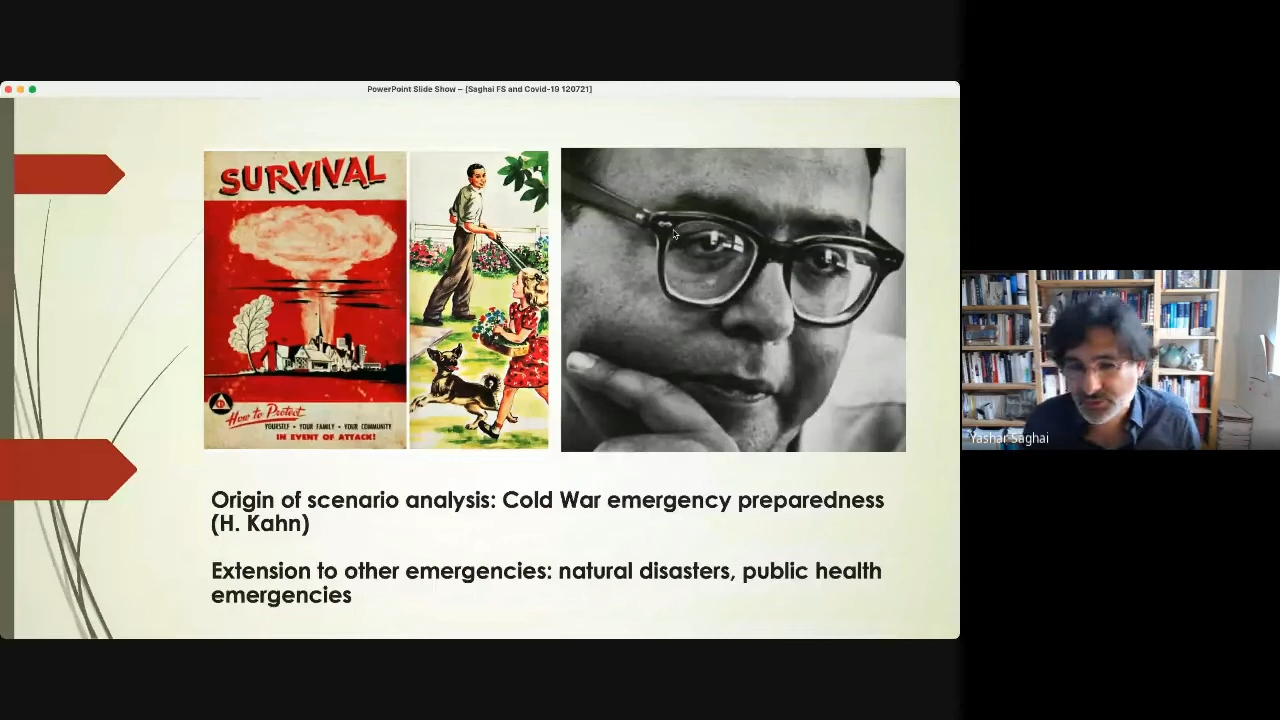 PowerPoint Slide Show – [Saghai FS and Covid-19 120721]
SURVIVAL
How to Protect
YOURSELF • YOUR FAMILY • YOUR COMMUNITY
IN EVENT OF ATTACK!
Origin of scenario analysis: Cold War emergency preparedness
(H. Kahn)
Extension to other emergencies: natural disasters, public health
emergencies
Yashar Saghai